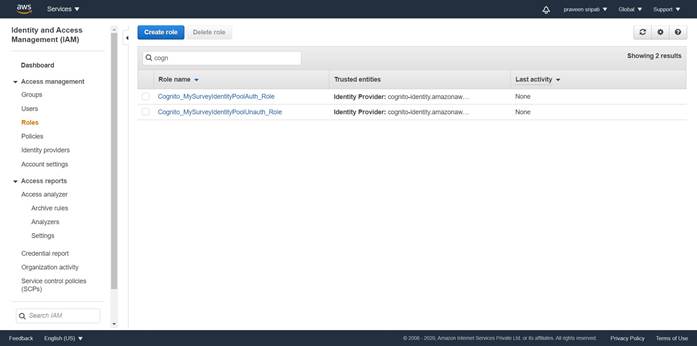 aws
Services
praveen sripati
Global
Support
Identity and Access
Management (IAM)
Dashboard
Access management
Groups
Users
Roles
Policies
Identity providers
Account settings
Access reports
Access analyzer
Archive rules
Analyzers
Settings
Credential report
Organization activity
Service control policies
(SCPs)
Search IAM
Create role
Delete role
cogn
Showing 2 results
Role name
Trusted entities
Last activity
Cognito_MySurveyIdentityPoolAuth_Role
Identity Provider: cognito-identity.amazonaw...
None
Cognito_MySurveyIdentityPoolUnauth_Role
Identity Provider: cognito-identity.amazonaw...
None
Feedback
English (US)
© 2008 - 2020, Amazon Internet Services Private Ltd. or its affiliates. All rights reserved.
Privacy Policy
Terms of Use